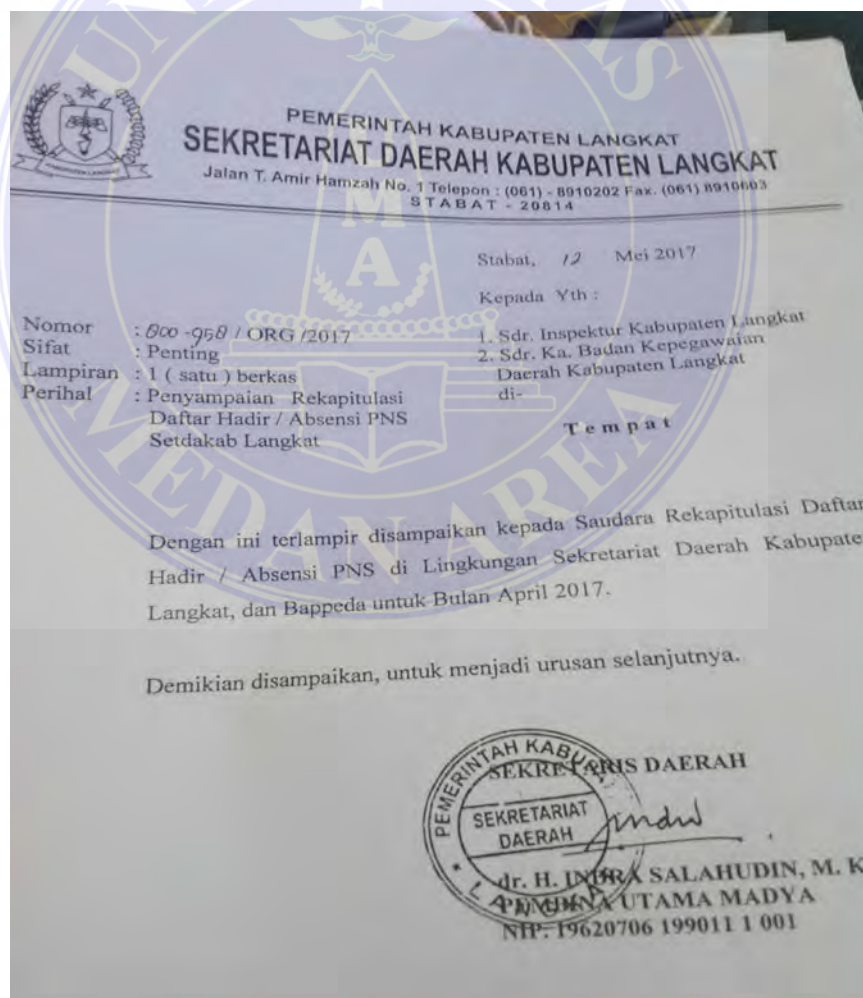 PEMERINTAH KABUPATEN LANGKAT
SEKRETARIAT DAERAH KABUPATEN LANGKAT
Jalan T. Amir Hamzah No. 1 Telepon : (061) - 8910202 Fax. (061) 8910603
STABAT - 20814
Stabat, 12 Mei 2017
Kepada Yth :
Nomor : 800-958 / ORG /2017
Sifat : Penting
Lampiran : 1 ( satu ) berkas
Perihal : Penyampaian Rekapitulasi
Daftar Hadir / Absensi PNS
Setdakab Langkat
1. Sdr. Inspektur Kabupaten Langkat
2. Sdr. Ka. Badan Kepegawaian
Daerah Kabupaten Langkat
di-
Tempat
Dengan ini terlampir disampaikan kepada Saudara Rekapitulasi Daftar
Hadir / Absensi PNS di Lingkungan Sekretariat Daerah Kabupate
Langkat, dan Bappeda untuk Bulan April 2017.
Demikian disampaikan, untuk menjadi urusan selanjutnya.
SEKRETARIS DAERAH
PEMERINTAH KABUPA
SEKRETARIAT
DAERAH
dr. H. INDRA SALAHUDIN, M. K
PEMBINA UTAMA MADYA
NIP. 19620706 199011 1 001
MEDAN AREA